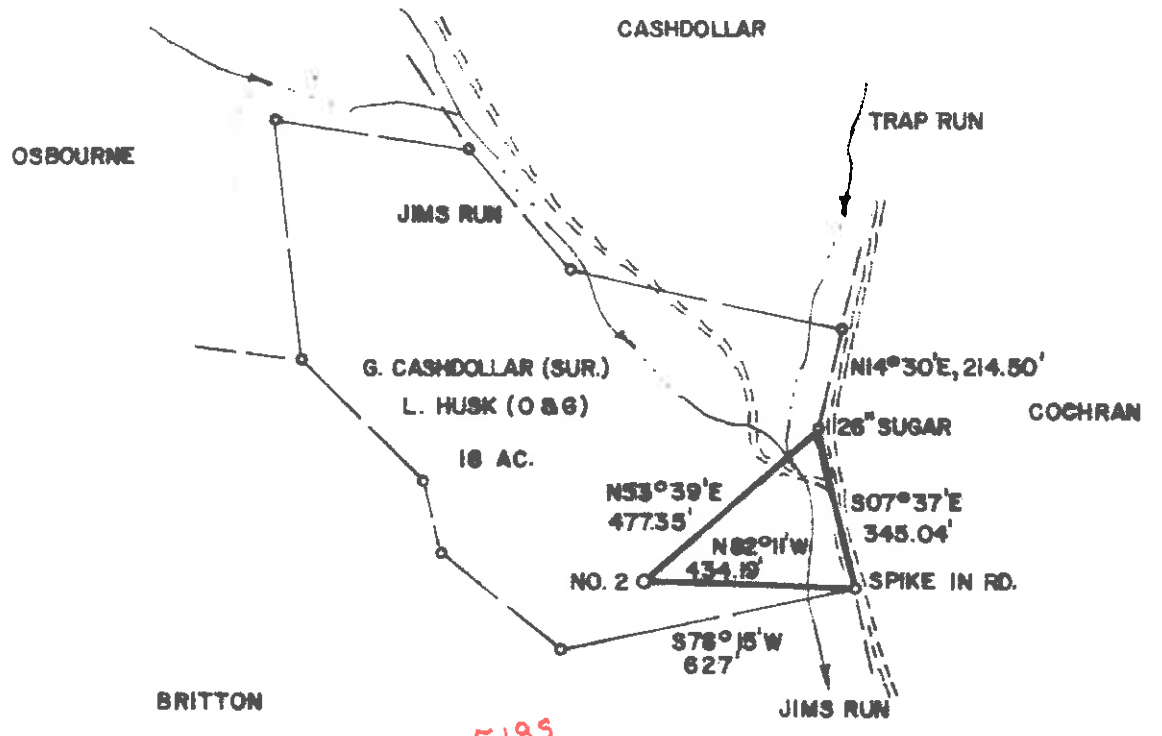 CASHDOLLAR
TRAP RUN
OSBOURNE
JIMS RUN
N14°30'E, 214.50'
G. CASHDOLLAR (SUR.)
L. HUSK (O & G)
COCHRAN
26" SUGAR
18 AC.
N53°39'E
477.35'
S07°37'E
345.04'
N82°11'W
434.19'
NO. 2
SPIKE IN RD.
S78°15'W
627'
BRITTON
JIMS RUN